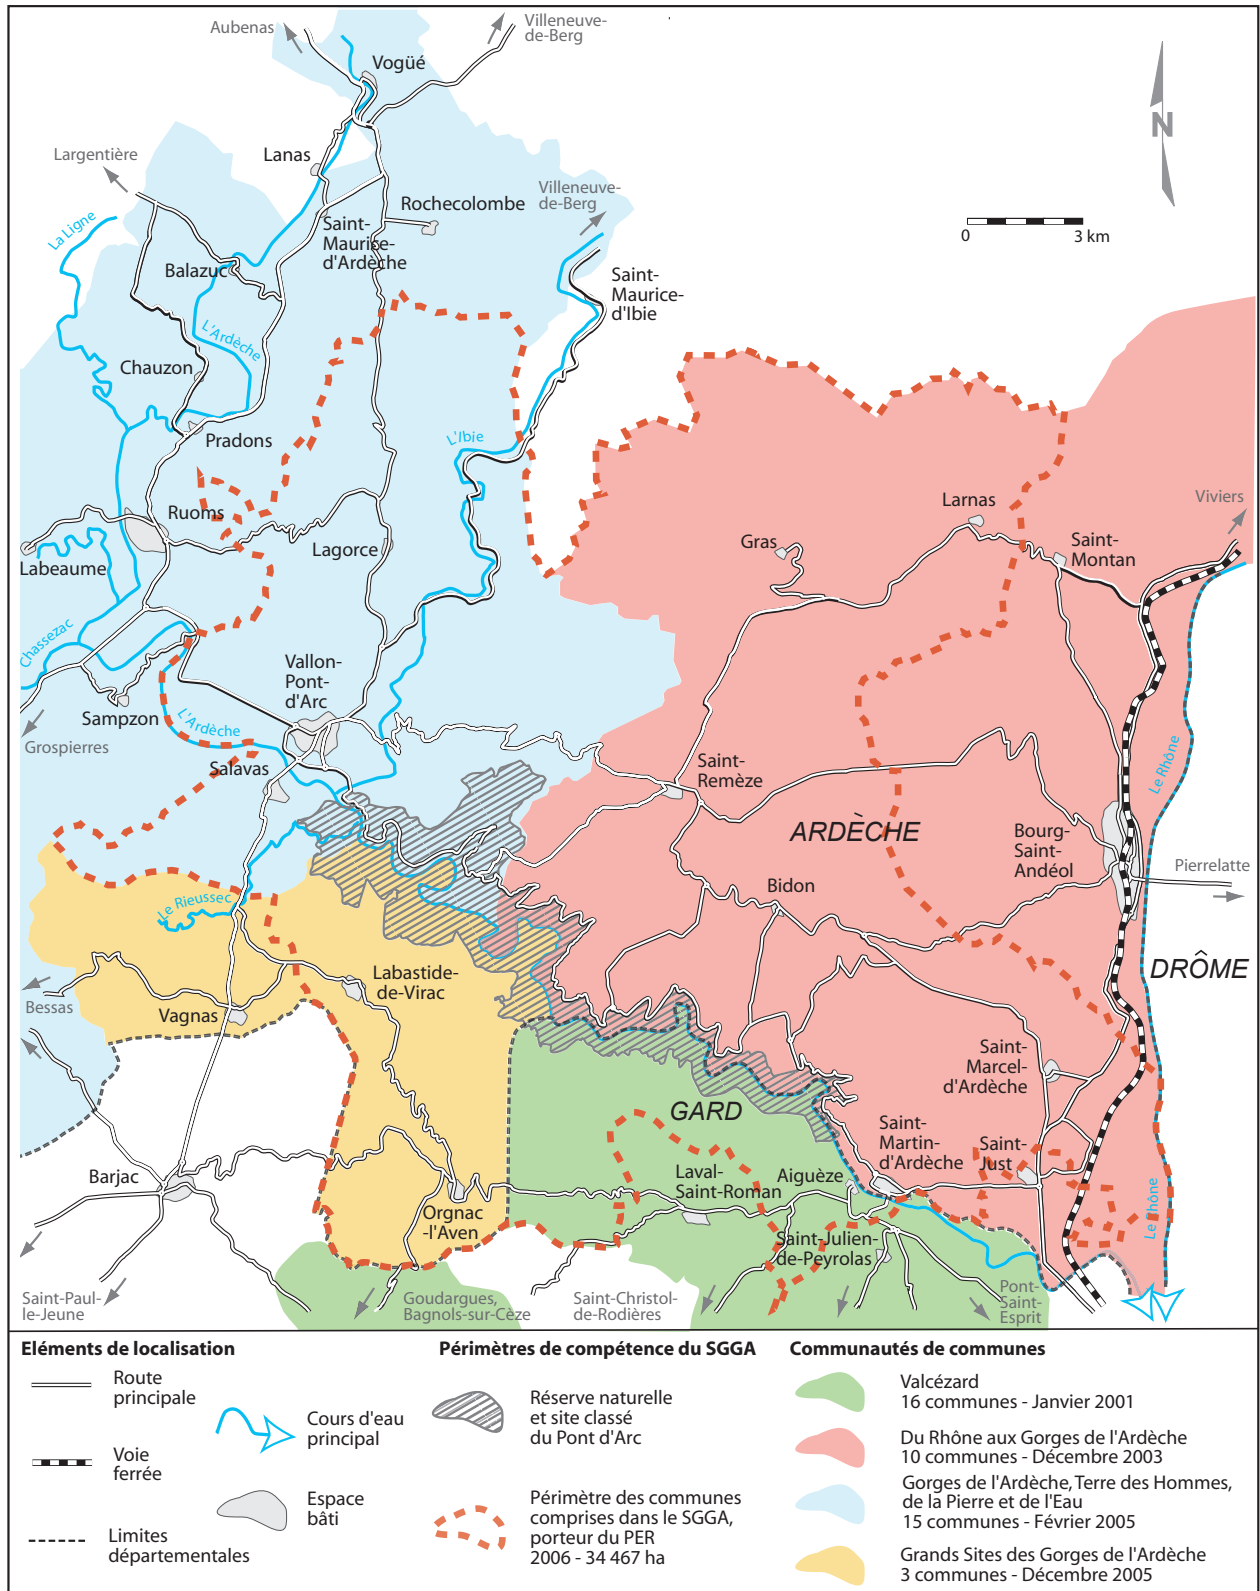 Aubenas
Villeneuve-
de-Berg
Vogüé
N
Largentière
Lanas
Villeneuve-
de-Berg
Rochecolombe
La Ligne
Saint-
Maurice-
d'Ardèche
0 3 km
Balazuc
Saint-
Maurice-
d'Ibie
L'Ardèche
Chauzon
Pradons
L'Ibie
Ruoms
Larnas
Viviers
Lagorce
Gras
Saint-
Montan
Labeaume
Chassezac
Vallon-
Pont-
d'Arc
Sampzon
L'Ardèche
Grospierres
Salavas
Saint-
Remèze
Le Rhône
ARDÈCHE
Bourg-
Saint-
Andéol
Pierrelatte
Bidon
Le Rieussec
DRÔME
Labastide-
de-Virac
Bessas
Vagnas
Saint-
Marcel-
d'Ardèche
GARD
Saint-
Martin-
d'Ardèche
Saint-
Just
Barjac
Laval-
Saint-Roman
Aiguèze
Orgnac
-l'Aven
Saint-Julien-
de-Peyrolas
Le Rhône
Saint-Paul-
le-Jeune
Goudargues,
Bagnols-sur-Cèze
Saint-Christol-
de-Rodières
Pont-
Saint-
Esprit
Eléments de localisation
Route
principale
Cours d'eau
principal
Voie
ferrée
Espace
bâti
Limites
départementales
Périmètres de compétence du SGGA
Réserve naturelle
et site classé
du Pont d'Arc
Périmètre des communes
comprises dans le SGGA,
porteur du PER
2006 - 34 467 ha
Communautés de communes
Valcézard
16 communes - Janvier 2001
Du Rhône aux Gorges de l'Ardèche
10 communes - Décembre 2003
Gorges de l'Ardèche, Terre des Hommes,
de la Pierre et de l'Eau
15 communes - Février 2005
Grands Sites des Gorges de l'Ardèche
3 communes - Décembre 2005